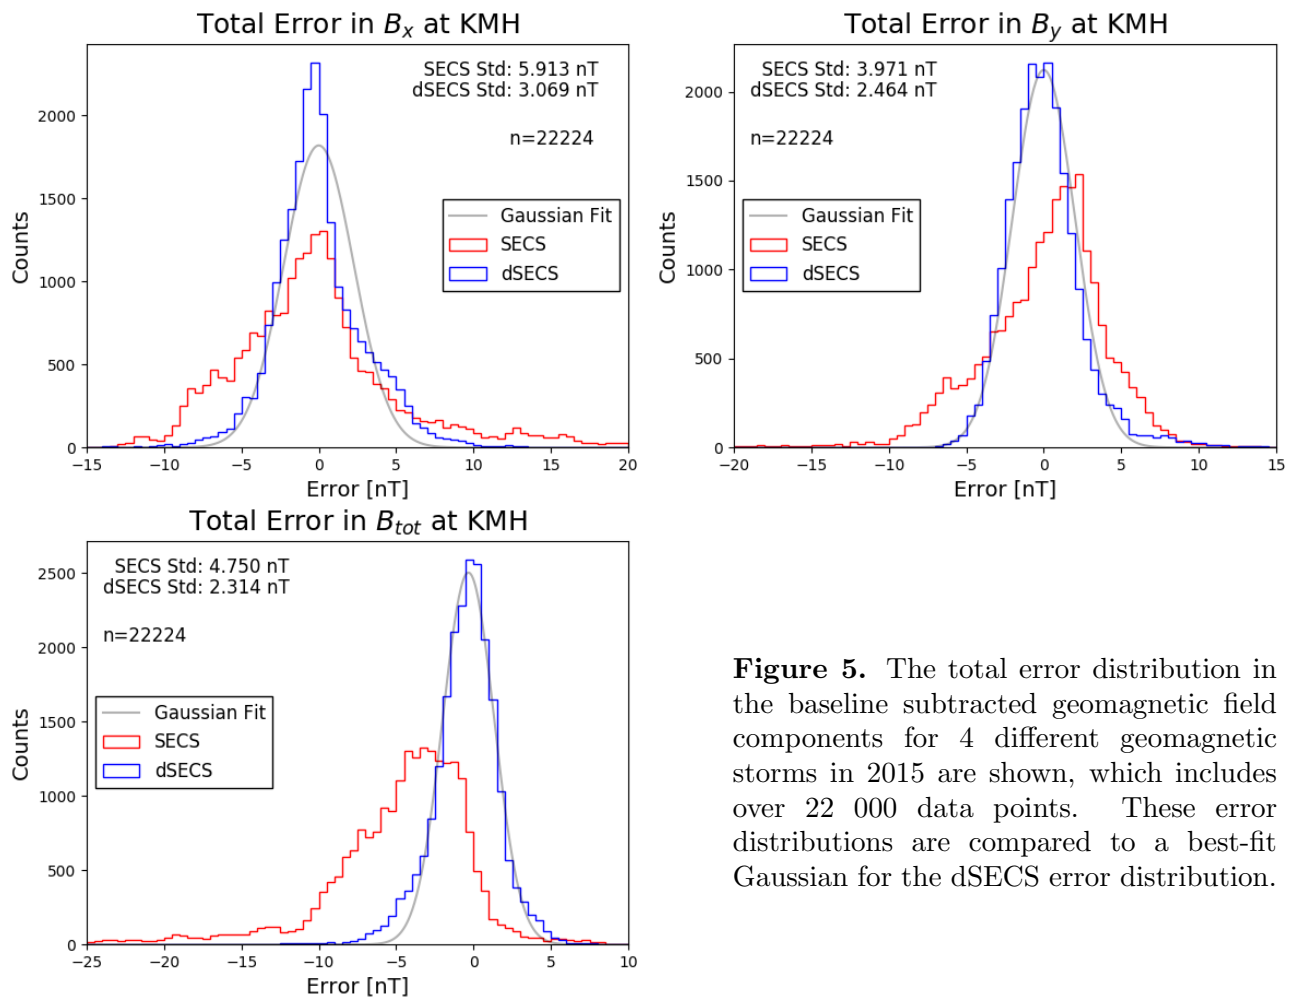 Total Error in Bx at KMH
SECS Std: 5.913 nT
dSECS Std: 3.069 nT
n=22224
Gaussian Fit
SECS
dSECS
Counts
0
500
1000
1500
2000
−15 −10 −5 0 5 10 15 20
Error [nT]
Total Error in By at KMH
SECS Std: 3.971 nT
dSECS Std: 2.464 nT
n=22224
Gaussian Fit
SECS
dSECS
Counts
0
500
1000
1500
2000
−20 −15 −10 −5 0 5 10 15
Error [nT]
Total Error in Btot at KMH
SECS Std: 4.750 nT
dSECS Std: 2.314 nT
n=22224
Gaussian Fit
SECS
dSECS
Counts
0
500
1000
1500
2000
2500
−25 −20 −15 −10 −5 0 5 10
Error [nT]
Figure 5. The total error distribution in
the baseline subtracted geomagnetic field
components for 4 different geomagnetic
storms in 2015 are shown, which includes
over 22 000 data points. These error
distributions are compared to a best-fit
Gaussian for the dSECS error distribution.